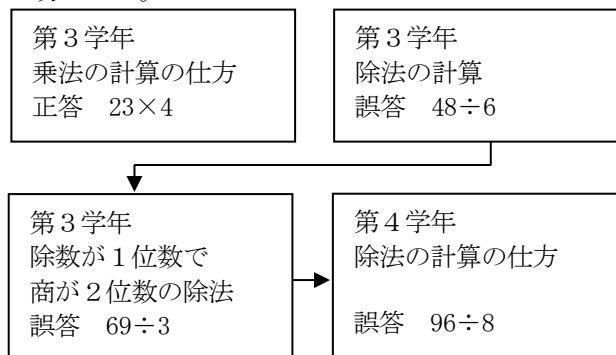 第３学年
乗法の計算の仕方
正答　23×4
第３学年
除法の計算
誤答　48÷6
第３学年
除数が１位数で
商が２位数の除法
誤答　69÷3
第４学年
除法の計算の仕方
誤答　96÷8